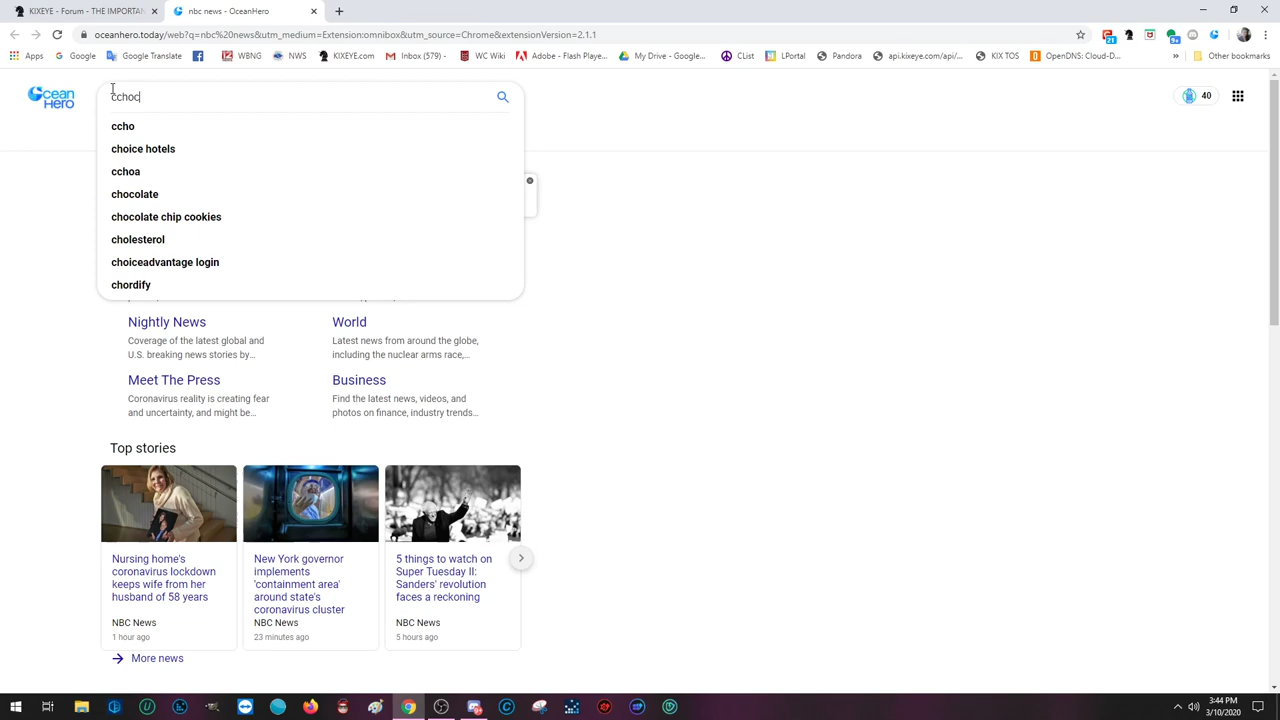 KIXEYE - Forum - THE IMPORTAN
nbc news - OceanHero
oceanhero.today/web?q=nbc%20news&utm_medium=Extension:omnibox&utm_source=Chrome&extensionVersion=2.1.1
21
9+
Apps
Google
Google Translate
WBNG
NWS
KIXEYE.com
Inbox (579) -
WC Wiki
Adobe - Flash Playe...
My Drive - Google...
CList
LPortal
Pandora
api.kixeye.com/api/...
KIX TOS
OpenDNS: Cloud-D...
»
Other bookmarks
Ocean
Hero
cchoc
40
ccho
choice hotels
cchoa
chocolate
chocolate chip cookies
cholesterol
choiceadvantage login
chordify
Nightly News
World
Coverage of the latest global and
U.S. breaking news stories by...
Latest news from around the globe,
including the nuclear arms race,...
Meet The Press
Business
Coronavirus reality is creating fear
and uncertainty, and might be...
Find the latest news, videos, and
photos on finance, industry trends...
Top stories
Nursing home's
coronavirus lockdown
keeps wife from her
husband of 58 years
NBC News
1 hour ago
New York governor
implements
'containment area'
around state's
coronavirus cluster
NBC News
23 minutes ago
5 things to watch on
Super Tuesday II:
Sanders' revolution
faces a reckoning
NBC News
5 hours ago
More news
3:44 PM
3/10/2020